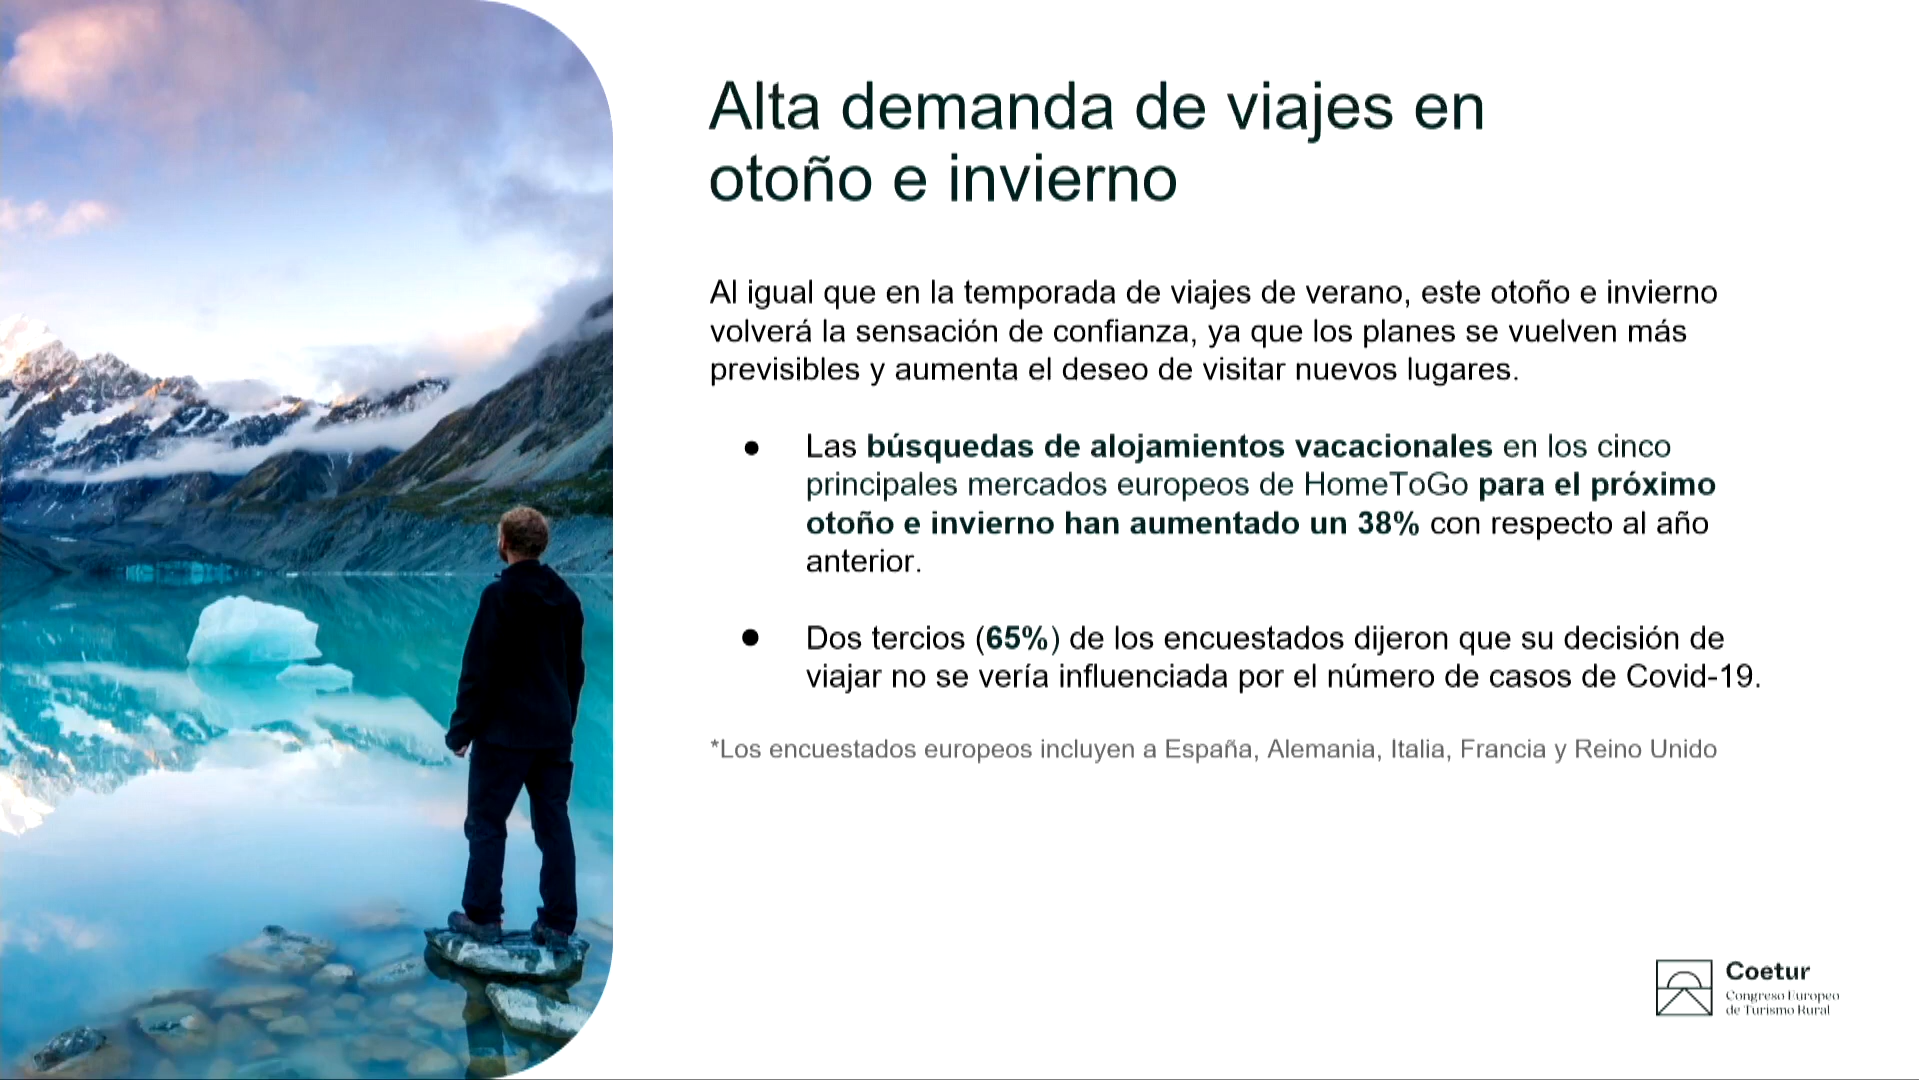 Alta demanda de viajes en
otoño e invierno
Al igual que en la temporada de viajes de verano, este otoño e invierno
volverá la sensación de confianza, ya que los planes se vuelven más
previsibles y aumenta el deseo de visitar nuevos lugares.
● Las búsquedas de alojamientos vacacionales en los cinco
principales mercados europeos de HomeToGo para el próximo
otoño e invierno han aumentado un 38% con respecto al año
anterior.
● Dos tercios (65%) de los encuestados dijeron que su decisión de
viajar no se vería influenciada por el número de casos de Covid-19.
*Los encuestados europeos incluyen a España, Alemania, Italia, Francia y Reino Unido
Coetur
Congreso Europeo
de Turismo Rural